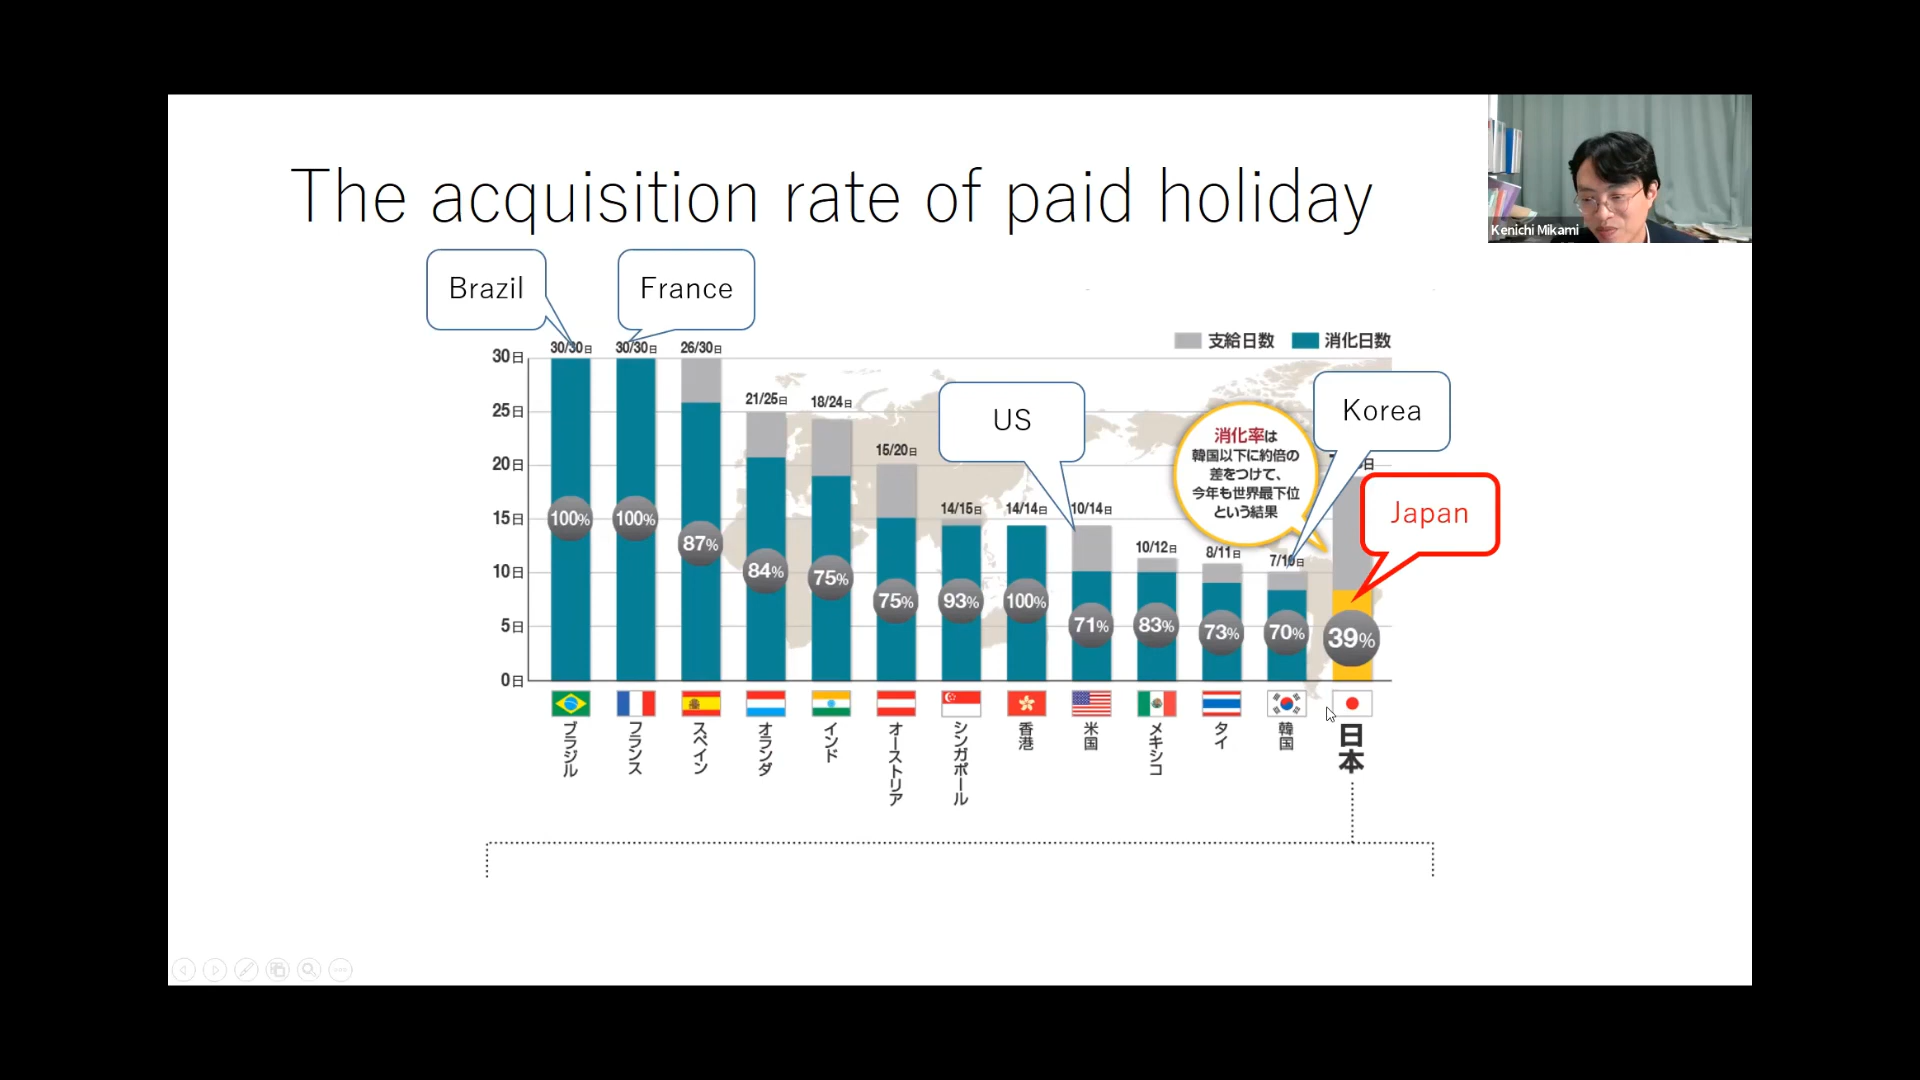 The acquisition rate of paid holiday
Kenichi Mikami
Brazil
France
US
Korea
Japan
支給日数
消化日数
30/30日
30/30日
26/30日
21/25日
18/24日
15/20日
14/15日
14/14日
10/14日
10/12日
8/11日
7/10日
日
消化率は
韓国以下に約倍の
差をつけて、
今年も世界最下位
という結果
30日
25日
20日
15日
10日
5日
0日
100%
100%
87%
84%
75%
75%
93%
100%
71%
83%
73%
70%
39%
ブラジル
フランス
スペイン
オランダ
インド
オーストリア
シンガポール
香港
米国
メキシコ
タイ
韓国
日本